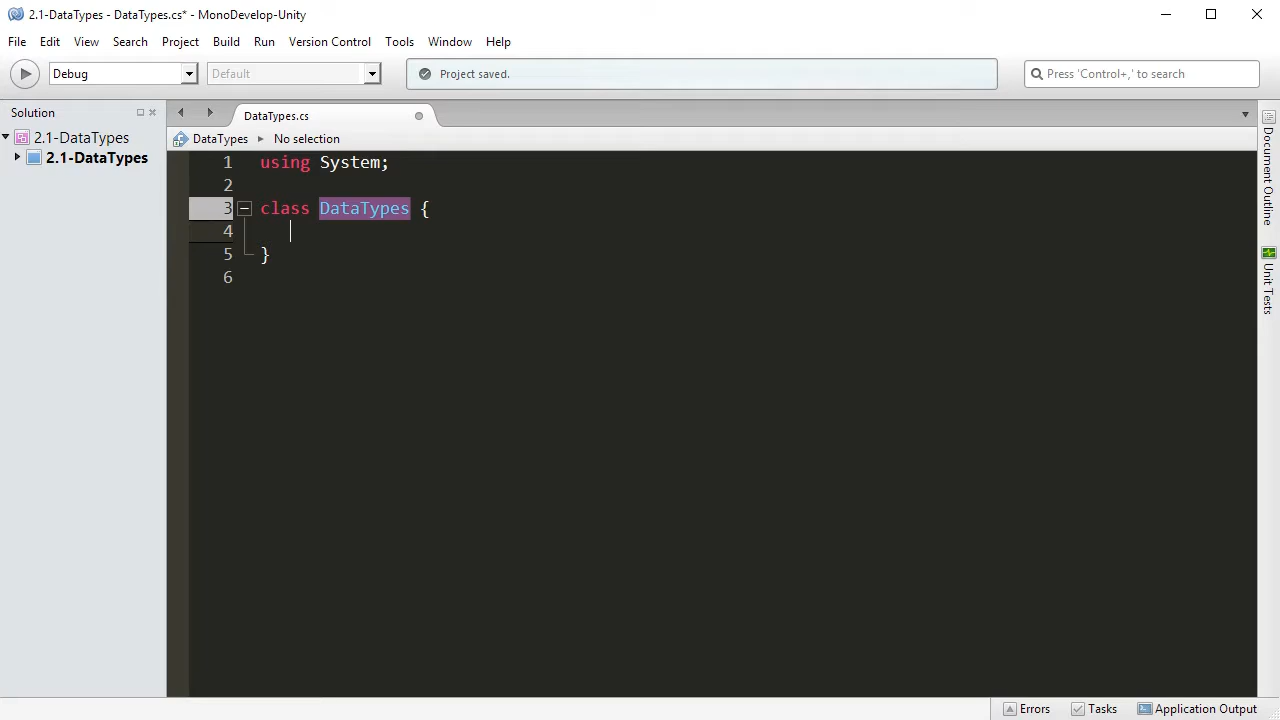 2.1-DataTypes - DataTypes.cs* - MonoDevelop-Unity
File Edit View Search Project Build Run Version Control Tools Window Help
Debug Default Project saved. Press 'Control+,' to search
Solution
2.1-DataTypes
2.1-DataTypes
DataTypes.cs
DataTypes No selection
1 using System;
2
3 class DataTypes {
4
5 }
6
Document Outline
Unit Tests
Errors Tasks Application Output